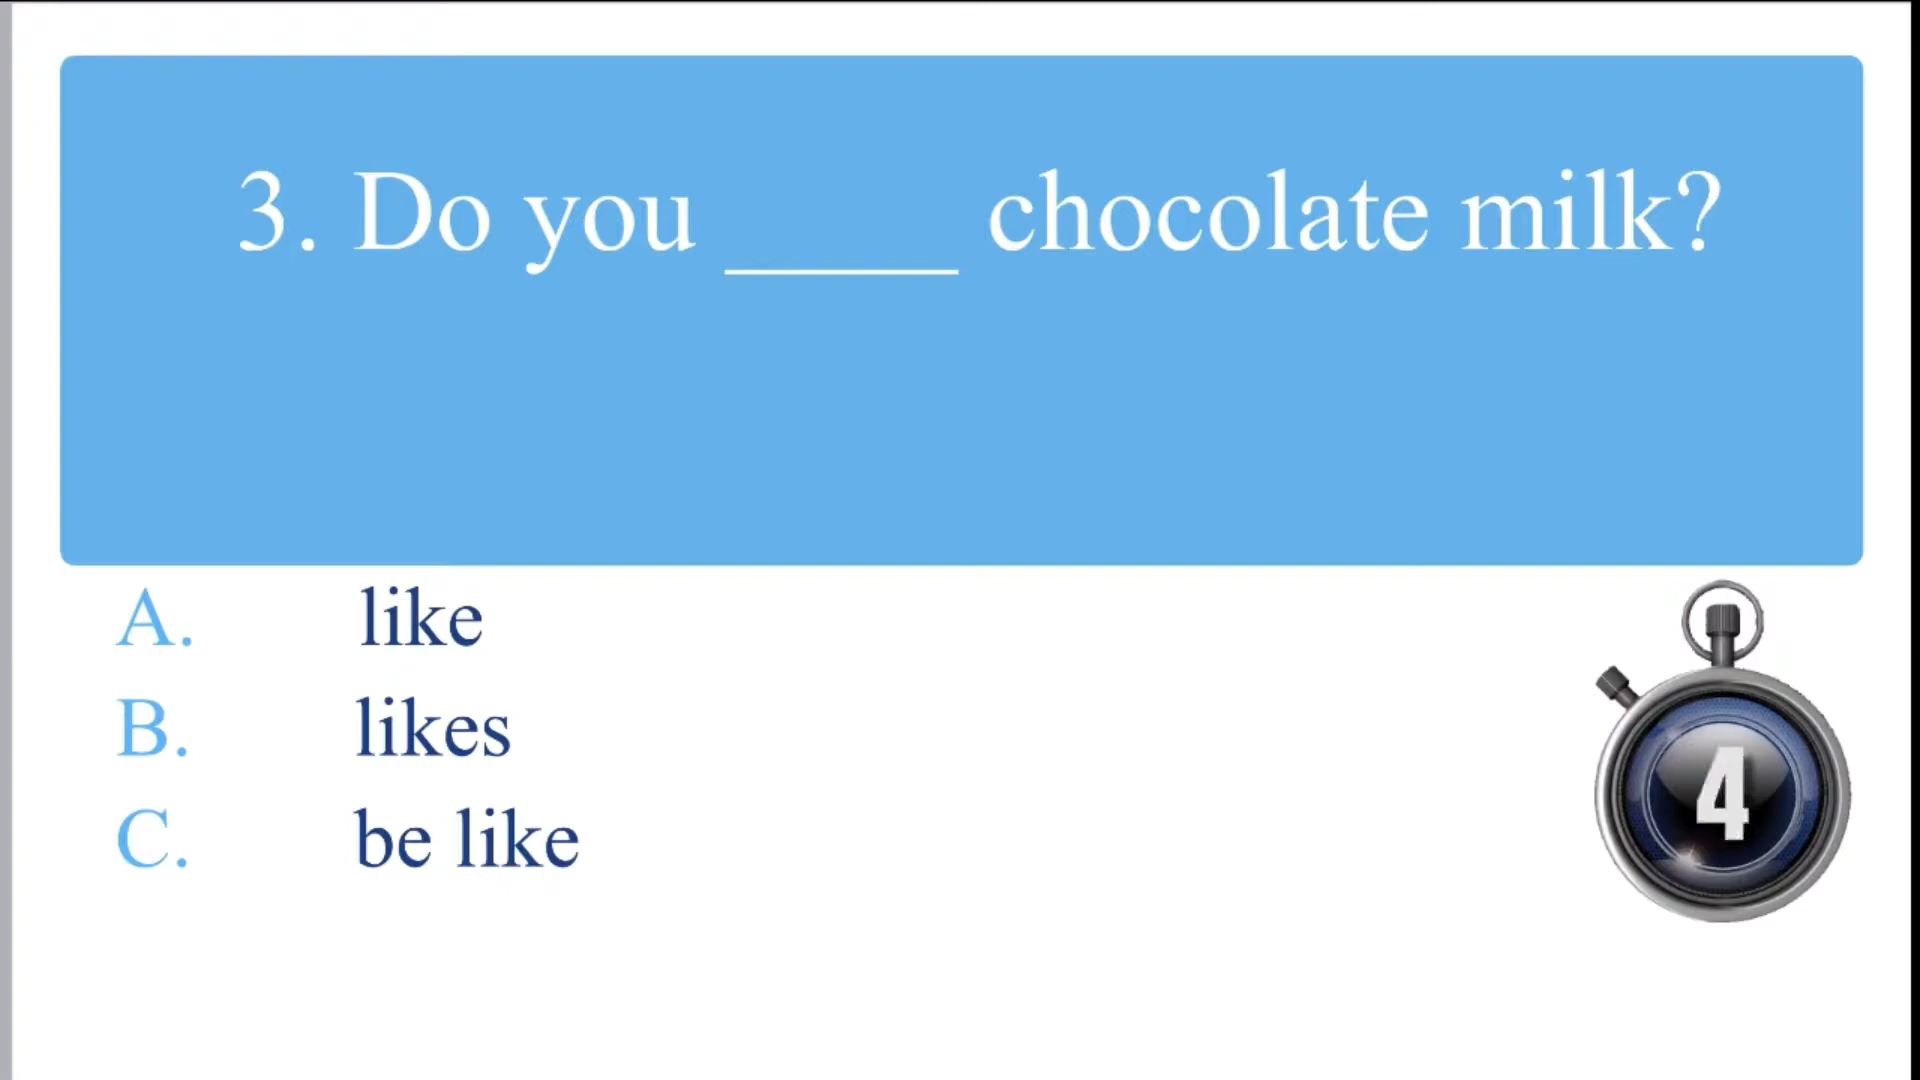 3. Do you _____ chocolate milk?
A. like
B. likes
C. be like
4